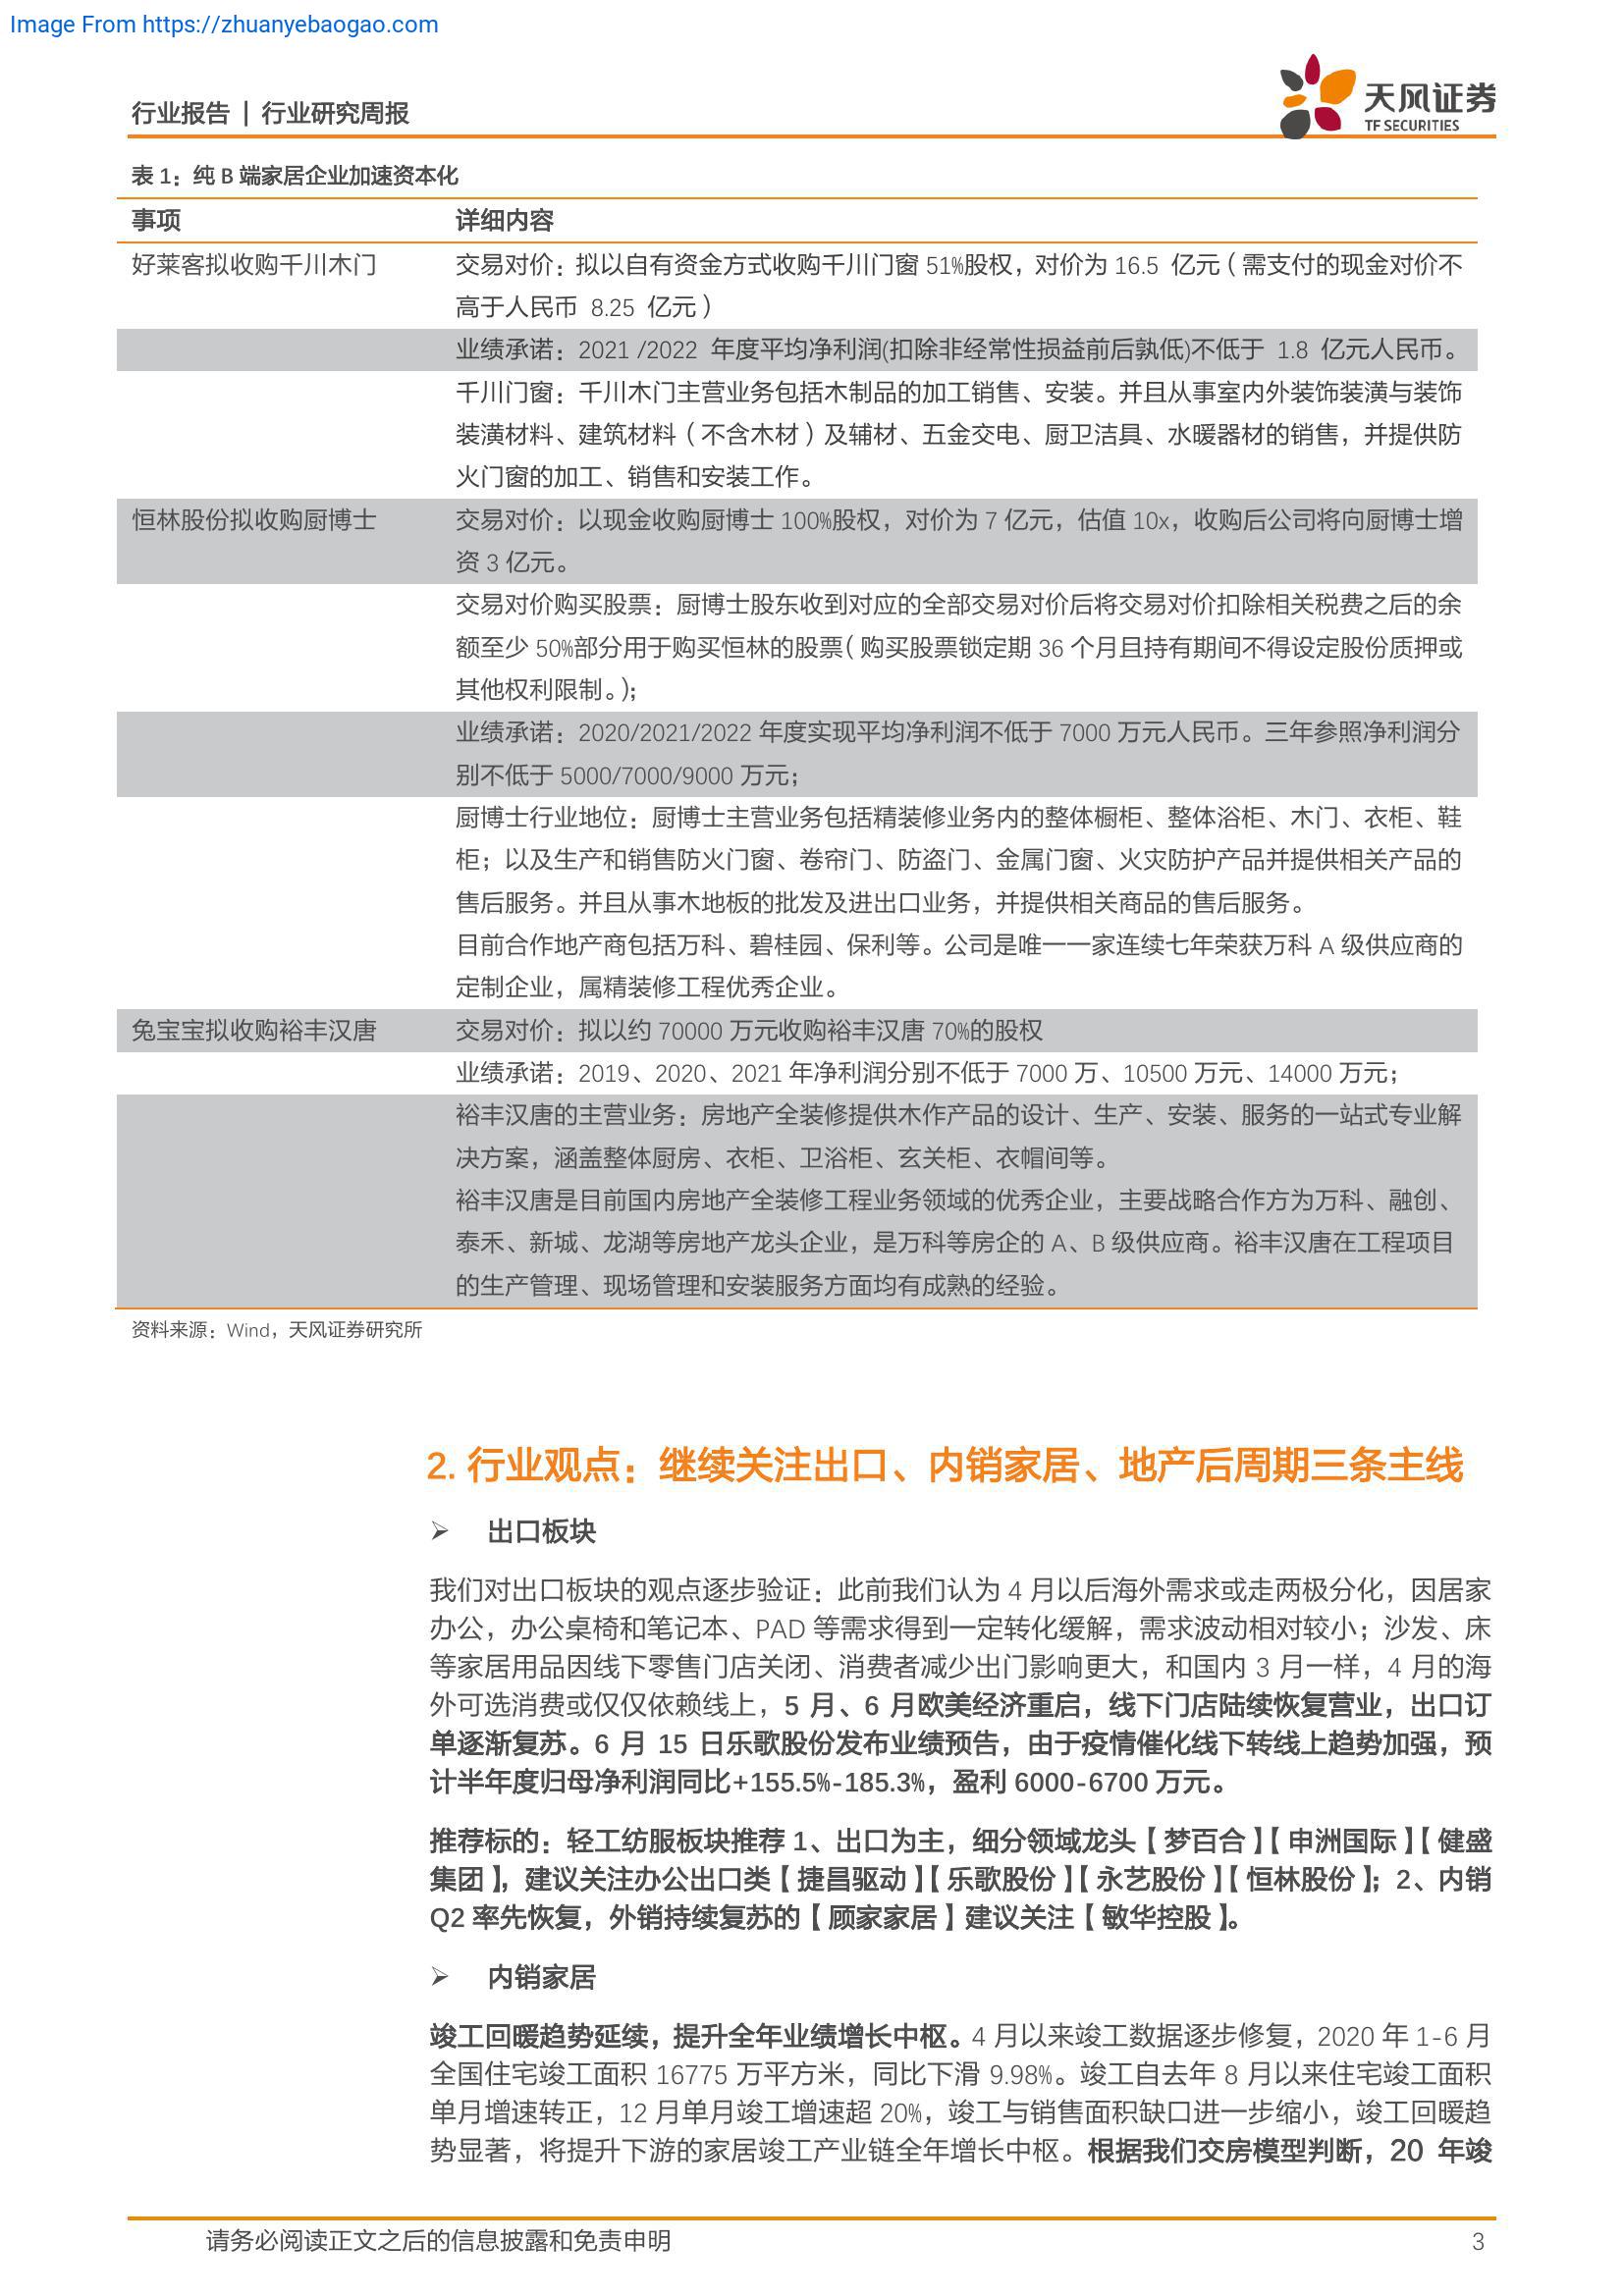 Image From https://zhuanyebaogao.com
行业报告 | 行业研究周报
天风证券
TF SECURITIES
表 1：纯 B 端家居企业加速资本化
事项 详细内容
好莱客拟收购千川木门 交易对价：拟以自有资金方式收购千川门窗 51%股权，对价为 16.5 亿元（需支付的现金对价不
高于人民币 8.25 亿元）
业绩承诺：2021 /2022 年度平均净利润(扣除非经常性损益前后孰低)不低于 1.8 亿元人民币。
千川门窗：千川木门主营业务包括木制品的加工销售、安装。并且从事室内外装饰装潢与装饰
装潢材料、建筑材料（不含木材）及辅材、五金交电、厨卫洁具、水暖器材的销售，并提供防
火门窗的加工、销售和安装工作。
恒林股份拟收购厨博士 交易对价：以现金收购厨博士 100%股权，对价为 7 亿元，估值 10x，收购后公司将向厨博士增
资 3 亿元。
交易对价购买股票：厨博士股东收到对应的全部交易对价后将交易对价扣除相关税费之后的余
额至少 50%部分用于购买恒林的股票（购买股票锁定期 36 个月且持有期间不得设定股份质押或
其他权利限制。）；
业绩承诺：2020/2021/2022 年度实现平均净利润不低于 7000 万元人民币。三年参照净利润分
别不低于 5000/7000/9000 万元；
厨博士行业地位：厨博士主营业务包括精装修业务内的整体橱柜、整体浴柜、木门、衣柜、鞋
柜；以及生产和销售防火门窗、卷帘门、防盗门、金属门窗、火灾防护产品并提供相关产品的
售后服务。并且从事木地板的批发及进出口业务，并提供相关商品的售后服务。
目前合作地产商包括万科、碧桂园、保利等。公司是唯一一家连续七年荣获万科 A 级供应商的
定制企业，属精装修工程优秀企业。
兔宝宝拟收购裕丰汉唐 交易对价：拟以约 70000 万元收购裕丰汉唐 70%的股权
业绩承诺：2019、2020、2021 年净利润分别不低于 7000 万、10500 万元、14000 万元；
裕丰汉唐的主营业务：房地产全装修提供木作产品的设计、生产、安装、服务的一站式专业解
决方案，涵盖整体厨房、衣柜、卫浴柜、玄关柜、衣帽间等。
裕丰汉唐是目前国内房地产全装修工程业务领域的优秀企业，主要战略合作方为万科、融创、
泰禾、新城、龙湖等房地产龙头企业，是万科等房企的 A、B 级供应商。裕丰汉唐在工程项目
的生产管理、现场管理和安装服务方面均有成熟的经验。
资料来源：Wind，天风证券研究所
2. 行业观点：继续关注出口、内销家居、地产后周期三条主线
➢ 出口板块
我们对出口板块的观点逐步验证：此前我们认为 4 月以后海外需求或走两极分化，因居家
办公，办公桌椅和笔记本、PAD 等需求得到一定转化缓解，需求波动相对较小；沙发、床
等家居用品因线下零售门店关闭、消费者减少出门影响更大，和国内 3 月一样，4 月的海
外可选消费或仅仅依赖线上，5 月、6 月欧美经济重启，线下门店陆续恢复营业，出口订
单逐渐复苏。6 月 15 日乐歌股份发布业绩预告，由于疫情催化线下转线上趋势加强，预
计半年度归母净利润同比+155.5%-185.3%，盈利 6000-6700 万元。
推荐标的：轻工纺服板块推荐 1、出口为主，细分领域龙头【梦百合】【申洲国际】【健盛
集团】，建议关注办公出口类【捷昌驱动】【乐歌股份】【永艺股份】【恒林股份】；2、内销
Q2 率先恢复，外销持续复苏的【顾家家居】建议关注【敏华控股】。
➢ 内销家居
竣工回暖趋势延续，提升全年业绩增长中枢。4 月以来竣工数据逐步修复，2020 年 1-6 月
全国住宅竣工面积 16775 万平方米，同比下滑 9.98%。竣工自去年 8 月以来住宅竣工面积
单月增速转正，12 月单月竣工增速超 20%，竣工与销售面积缺口进一步缩小，竣工回暖趋
势显著，将提升下游的家居竣工产业链全年增长中枢。根据我们交房模型判断，20 年竣
请务必阅读正文之后的信息披露和免责申明 3